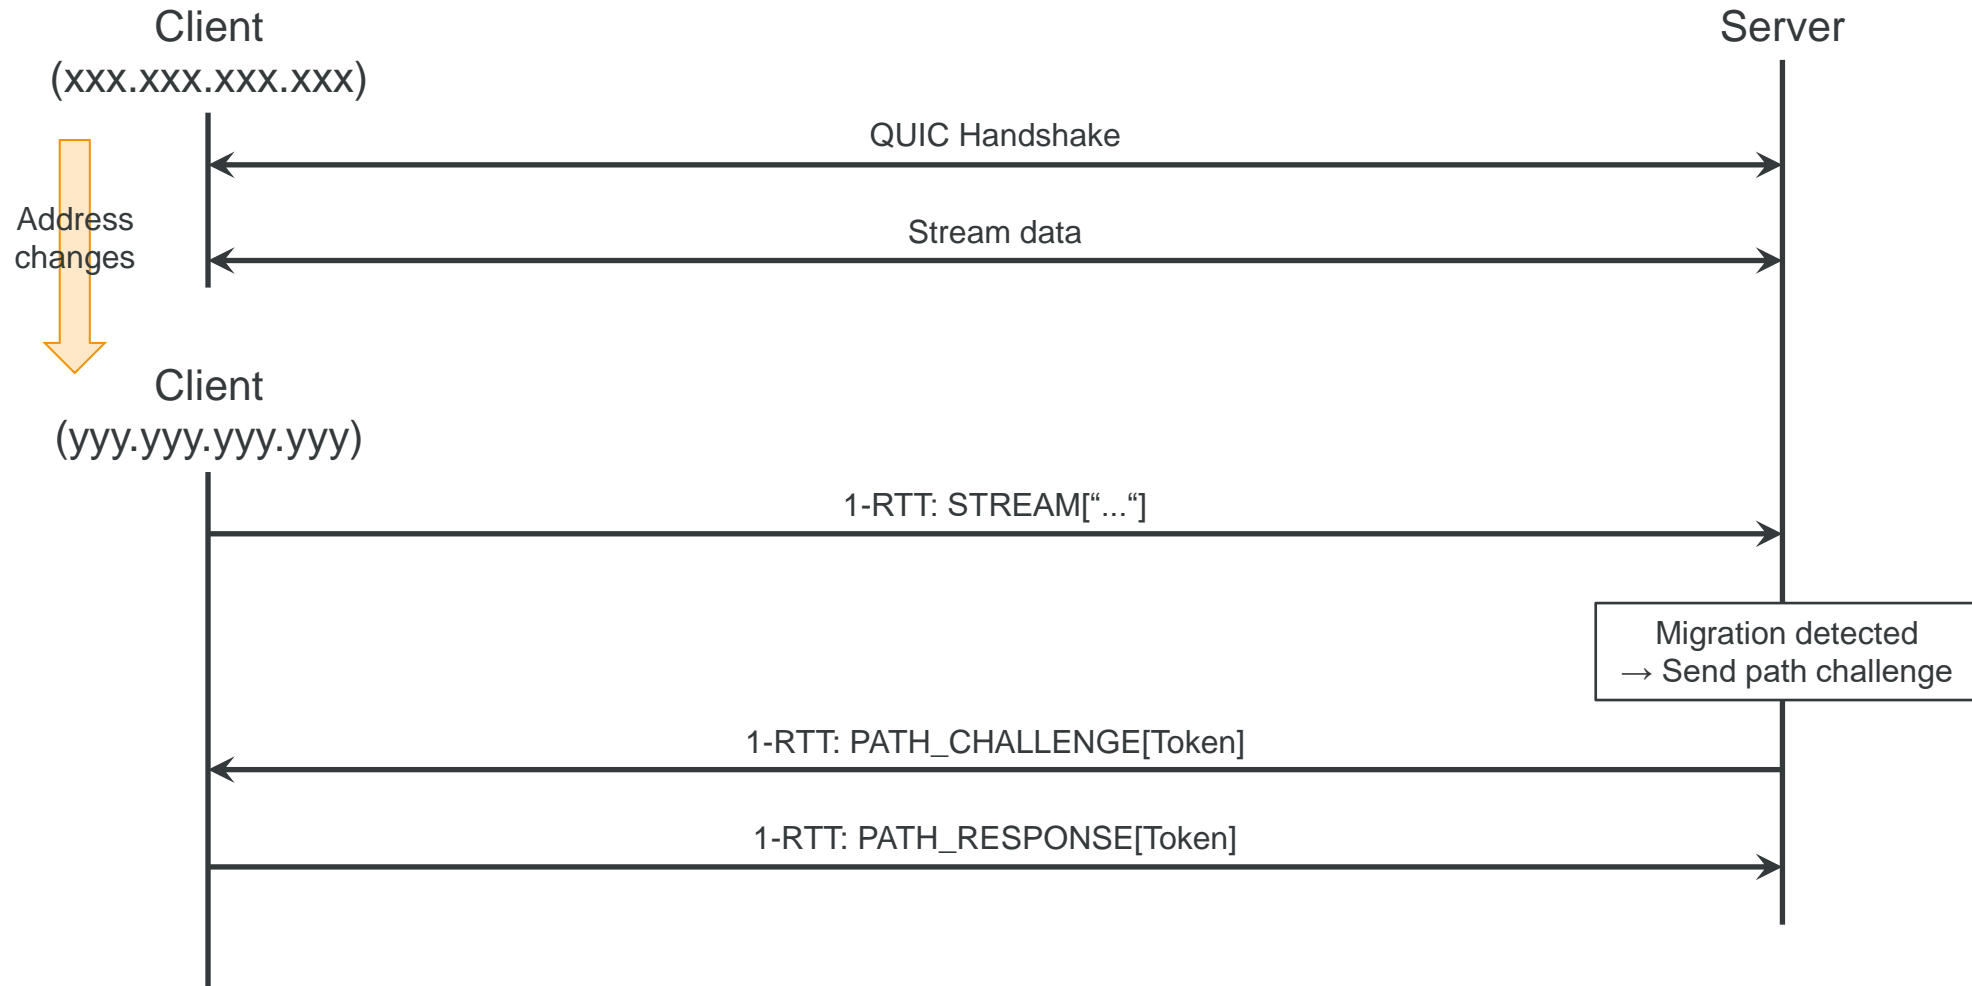 Client
(xxx.xxx.xxx.xxx)
Server
QUIC Handshake
Address
changes
Stream data
Client
(yyy.yyy.yyy.yyy)
1-RTT: STREAM[“...“]
Migration detected
→ Send path challenge
1-RTT: PATH_CHALLENGE[Token]
1-RTT: PATH_RESPONSE[Token]